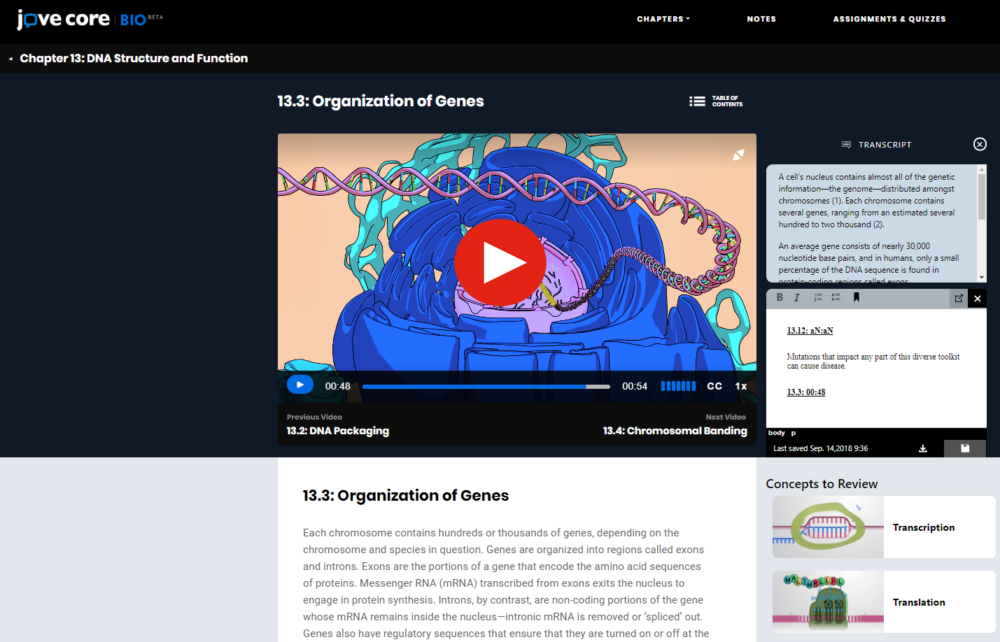 jove core BIO BETA
CHAPTERS
NOTES
ASSIGNMENTS & QUIZZES
Chapter 13: DNA Structure and Function
13.3: Organization of Genes
TABLE OF
CONTENTS
00:48
00:54
CC
1x
Previous Video
13.2: DNA Packaging
Next Video
13.4: Chromosomal Banding
TRANSCRIPT
A cell's nucleus contains almost all of the genetic
information—the genome—distributed amongst
chromosomes (1). Each chromosome contains
several genes, ranging from an estimated several
hundred to two thousand (2).
An average gene consists of nearly 30,000
nucleotide base pairs, and in humans, only a small
percentage of the DNA sequence is found in
protein-coding regions called exons
B I
13.12: aN:aN
Mutations that impact any part of this diverse toolkit
can cause disease.
13.3: 00:48
body p
Last saved Sep. 14,2018 9:36
13.3: Organization of Genes
Each chromosome contains hundreds or thousands of genes, depending on the
chromosome and species in question. Genes are organized into regions called exons
and introns. Exons are the portions of a gene that encode the amino acid sequences
of proteins. Messenger RNA (mRNA) transcribed from exons exits the nucleus to
engage in protein synthesis. Introns, by contrast, are non-coding portions of the gene
whose mRNA remains inside the nucleus—intronic mRNA is removed or ‘spliced’ out.
Genes also have regulatory sequences that ensure that they are turned on or off at the
Concepts to Review
Transcription
MALTMRLLPL
Translation